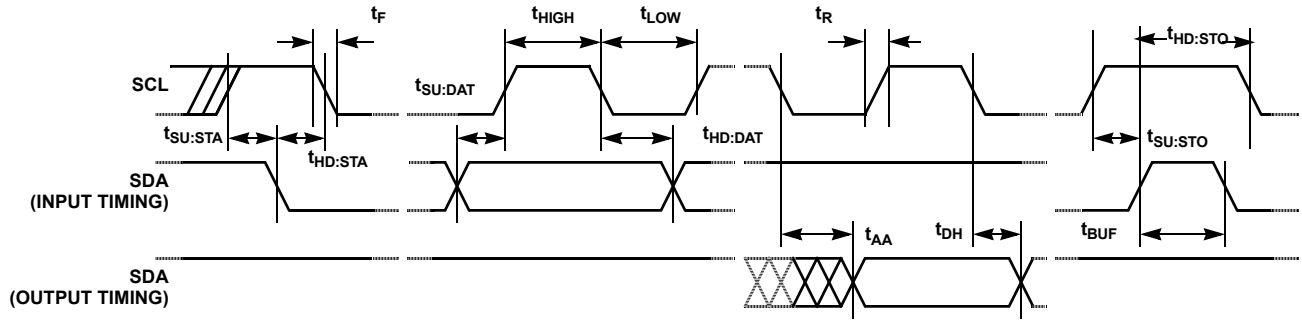 tF
tHIGH
tLOW
tR
tHD:STO
SCL
tSU:DAT
tSU:STA
tHD:STA
tHD:DAT
tSU:STO
SDA
(INPUT TIMING)
tAA
tDH
tBUF
SDA
(OUTPUT TIMING)